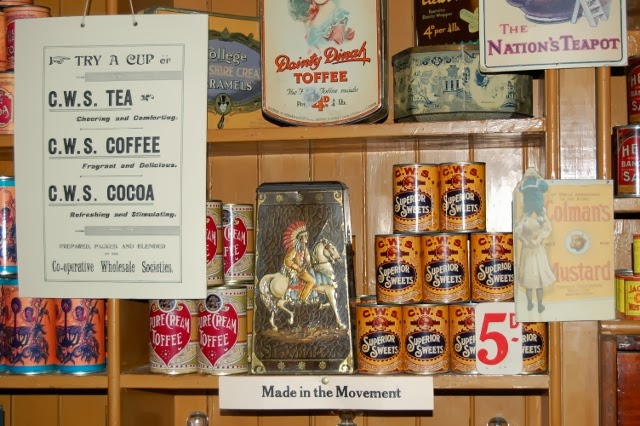 TRY A CUP OF
C.W.S. TEA
Cheering and Comforting.
C.W.S. COFFEE
Fragrant and Delicious.
C.W.S. COCOA
Refreshing and Stimulating.
PREPARED, PACKED AND BLENDED
BY THE
Co-operative Wholesale Societies.
College
CARAMELS
Dainty Dinah
TOFFEE
4D
THE
NATION'S TEAPOT
C.W.S.
SUPERIOR
SWEETS
C.W.S.
SUPERIOR
SWEETS
C.W.S.
SUPERIOR
SWEETS
C.W.S.
SUPERIOR
SWEETS
C.W.S.
SUPERIOR
SWEETS
C.W.S.
SUPERIOR
SWEETS
C.W.S.
SUPERIOR
SWEETS
PURE CREAM
TOFFEE
PURE CREAM
TOFFEE
5D
Colman's
Mustard
Made in the Movement